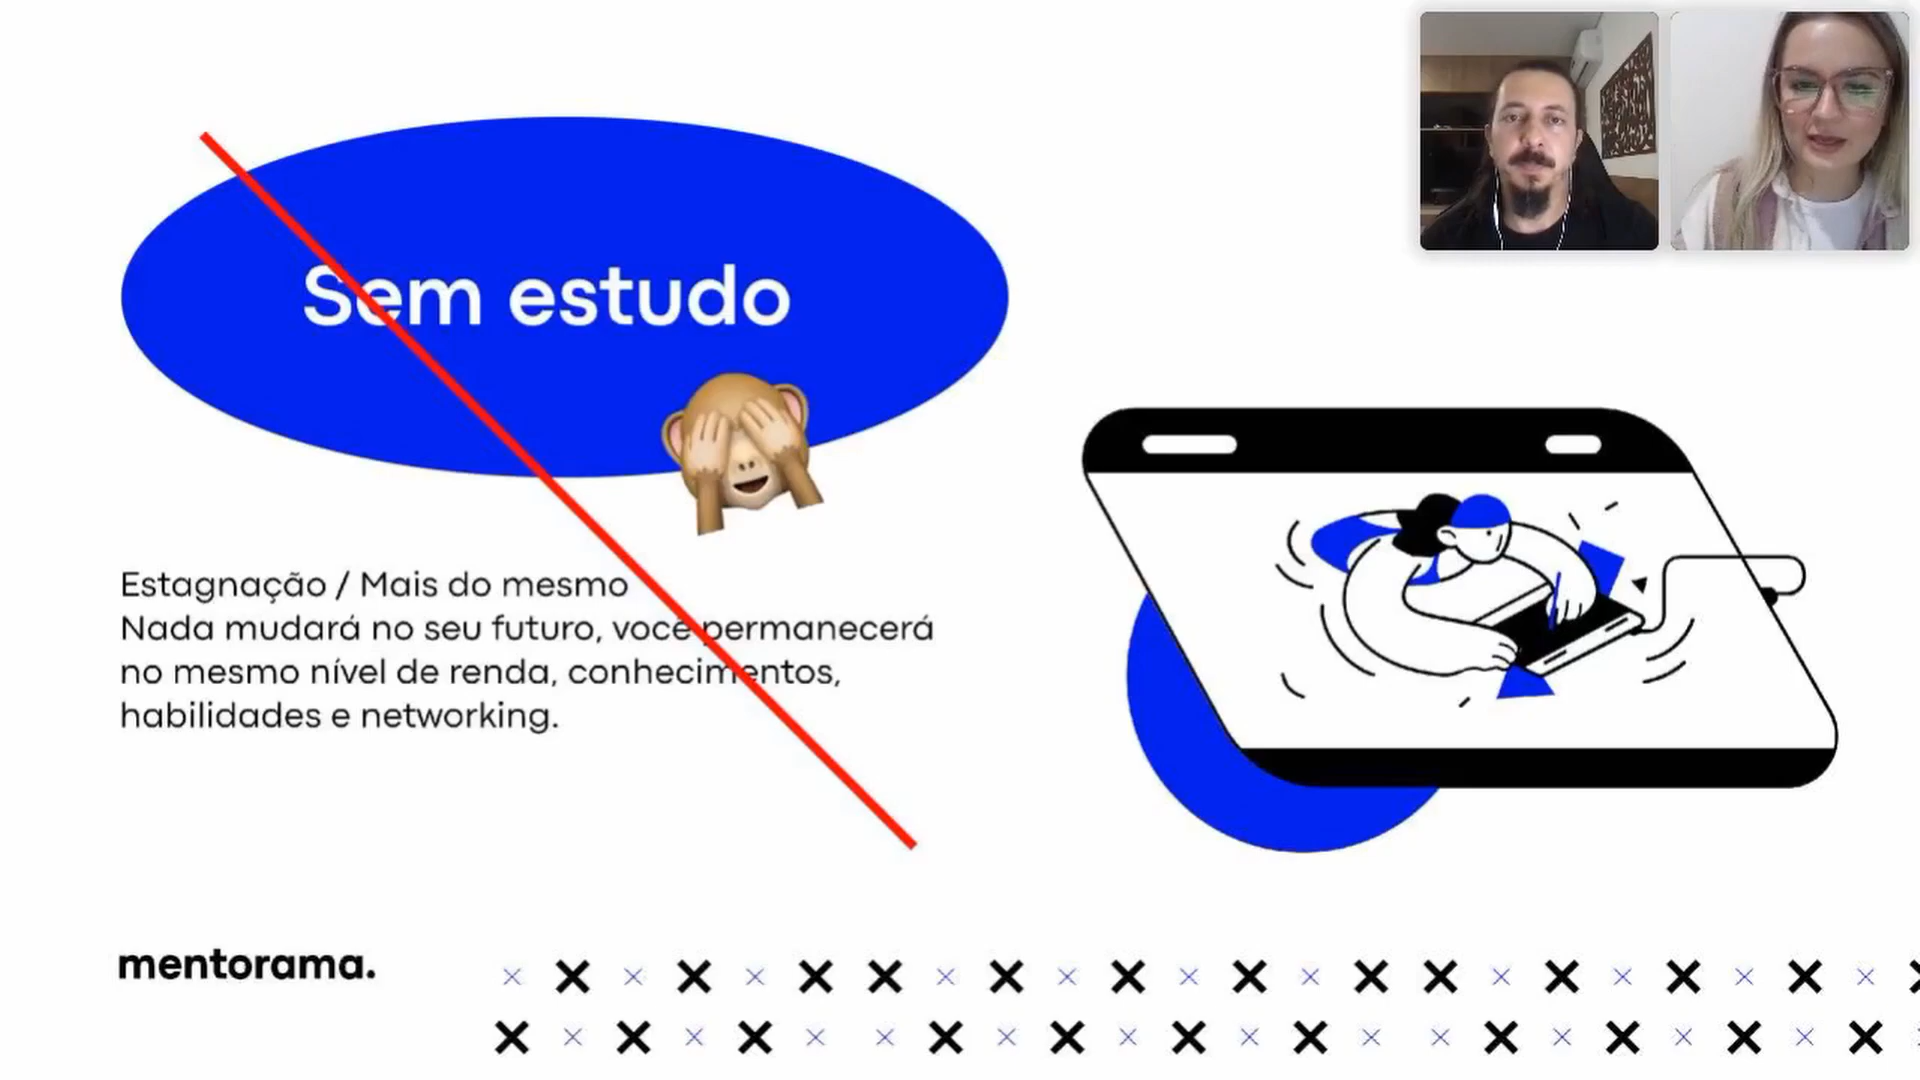 Sem estudo
Estagnação / Mais do mesmo
Nada mudará no seu futuro, você permanecerá
no mesmo nível de renda, conhecimentos,
habilidades e networking.
mentorama.